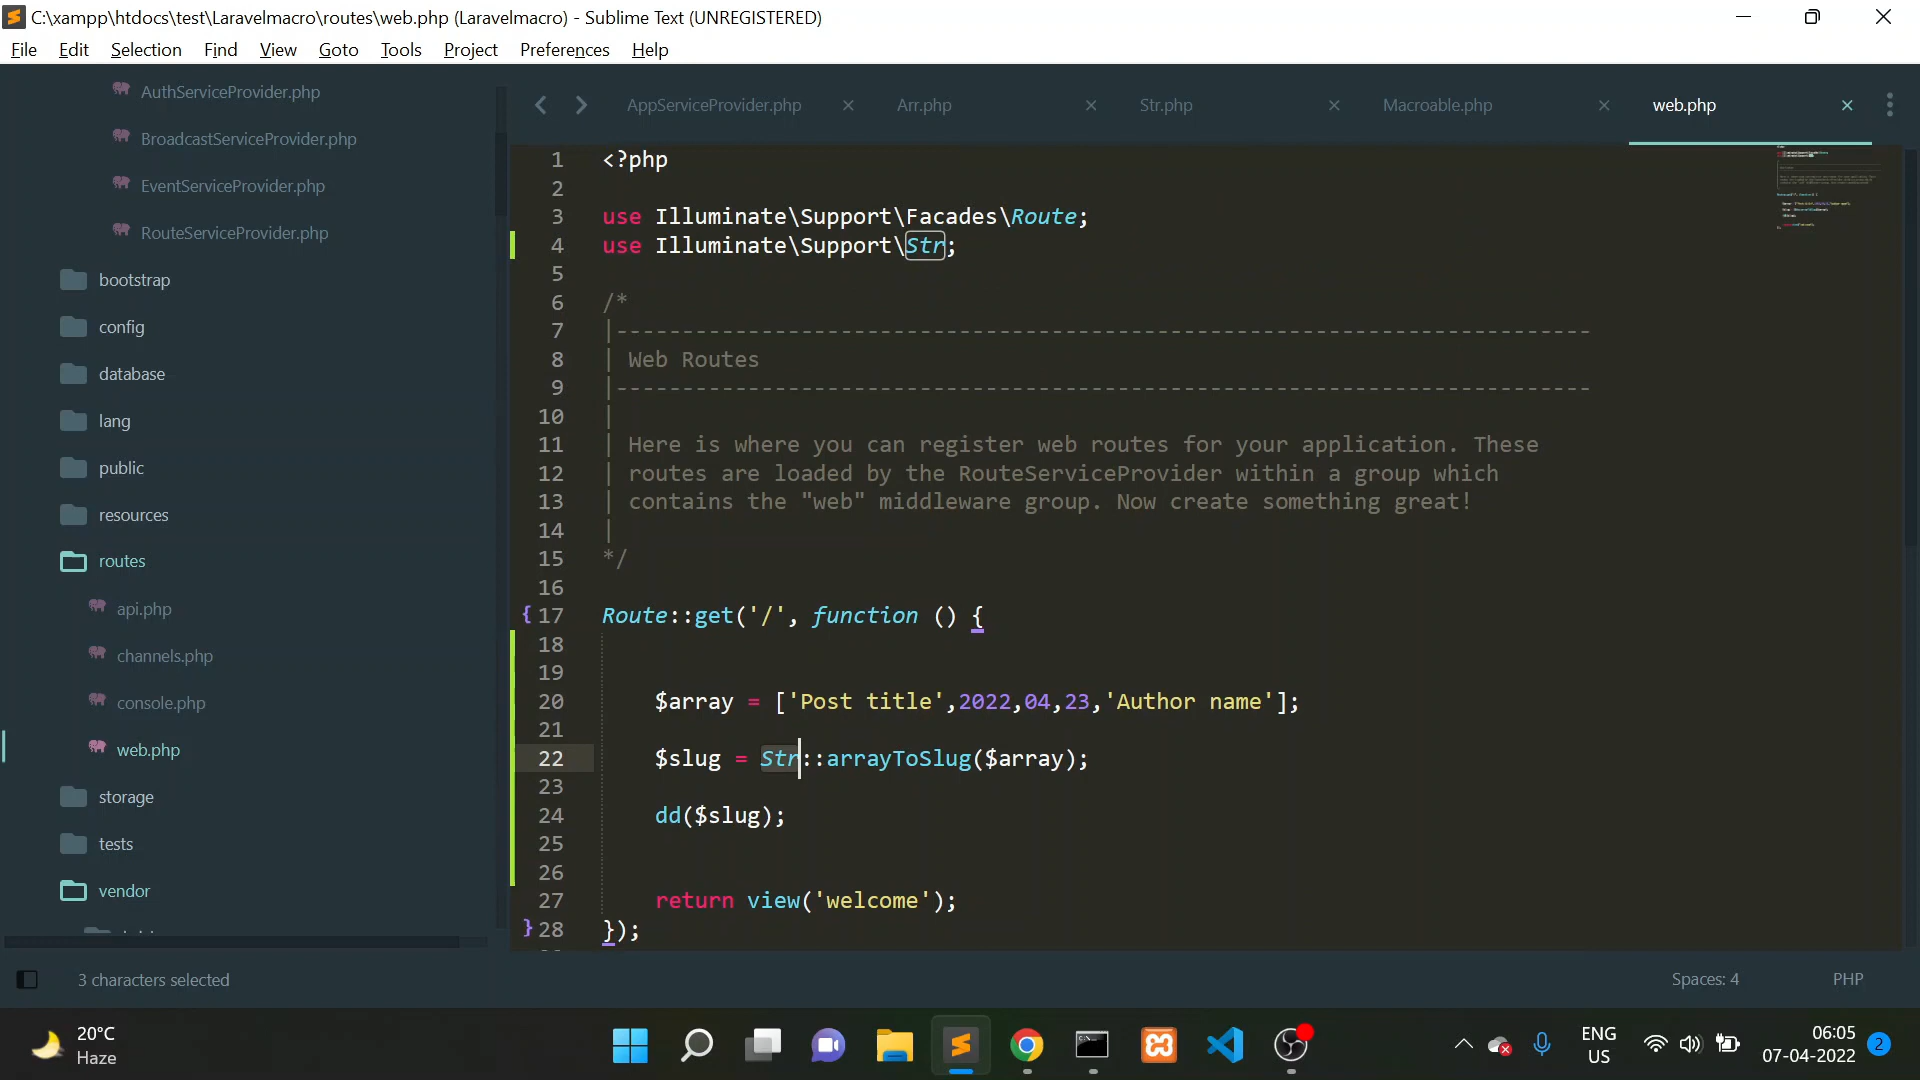 C:\xampp\htdocs\test\Laravelmacro\routes\web.php (Laravelmacro) - Sublime Text (UNREGISTERED)
File Edit Selection Find View Goto Tools Project Preferences Help
AuthServiceProvider.php
BroadcastServiceProvider.php
EventServiceProvider.php
RouteServiceProvider.php
bootstrap
config
database
lang
public
resources
routes
api.php
channels.php
console.php
web.php
storage
tests
vendor
AppServiceProvider.php Arr.php Str.php Macroable.php web.php
1 <?php
2
3 use Illuminate\Support\Facades\Route;
4 use Illuminate\Support\Str;
5
6 /*
7 |--------------------------------------------------------------------------
8 | Web Routes
9 |--------------------------------------------------------------------------
10 |
11 | Here is where you can register web routes for your application. These
12 | routes are loaded by the RouteServiceProvider within a group which
13 | contains the "web" middleware group. Now create something great!
14 |
15 */
16
{ 17 Route::get('/', function () {
18
19
20 $array = ['Post title',2022,04,23,'Author name'];
21
22 $slug = Str::arrayToSlug($array);
23
24 dd($slug);
25
26
27 return view('welcome');
} 28 });
3 characters selected
Spaces: 4 PHP
20°C
Haze
ENG
US
06:05
07-04-2022
2